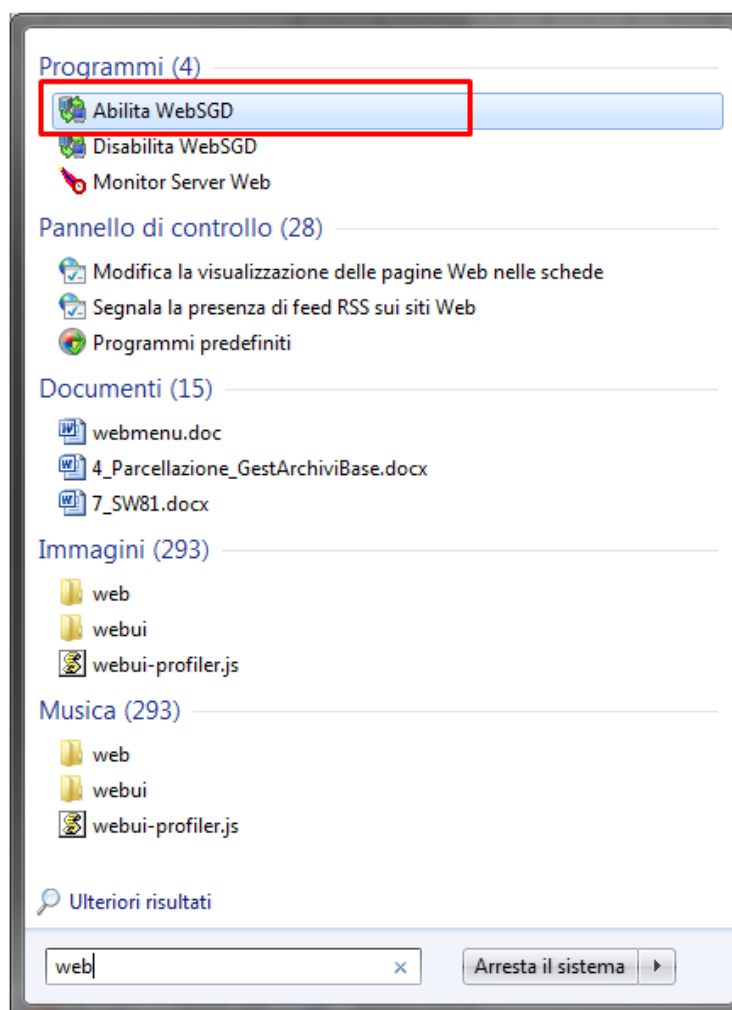 Programmi (4)
Abilita WebSGD
Disabilita WebSGD
Monitor Server Web
Pannello di controllo (28)
Modifica la visualizzazione delle pagine Web nelle schede
Segnala la presenza di feed RSS sui siti Web
Programmi predefiniti
Documenti (15)
webmenu.doc
4_Parcellazione_GestArchiviBase.docx
7_SW81.docx
Immagini (293)
web
webui
webui-profiler.js
Musica (293)
web
webui
webui-profiler.js
Ulteriori risultati
web
Arresta il sistema